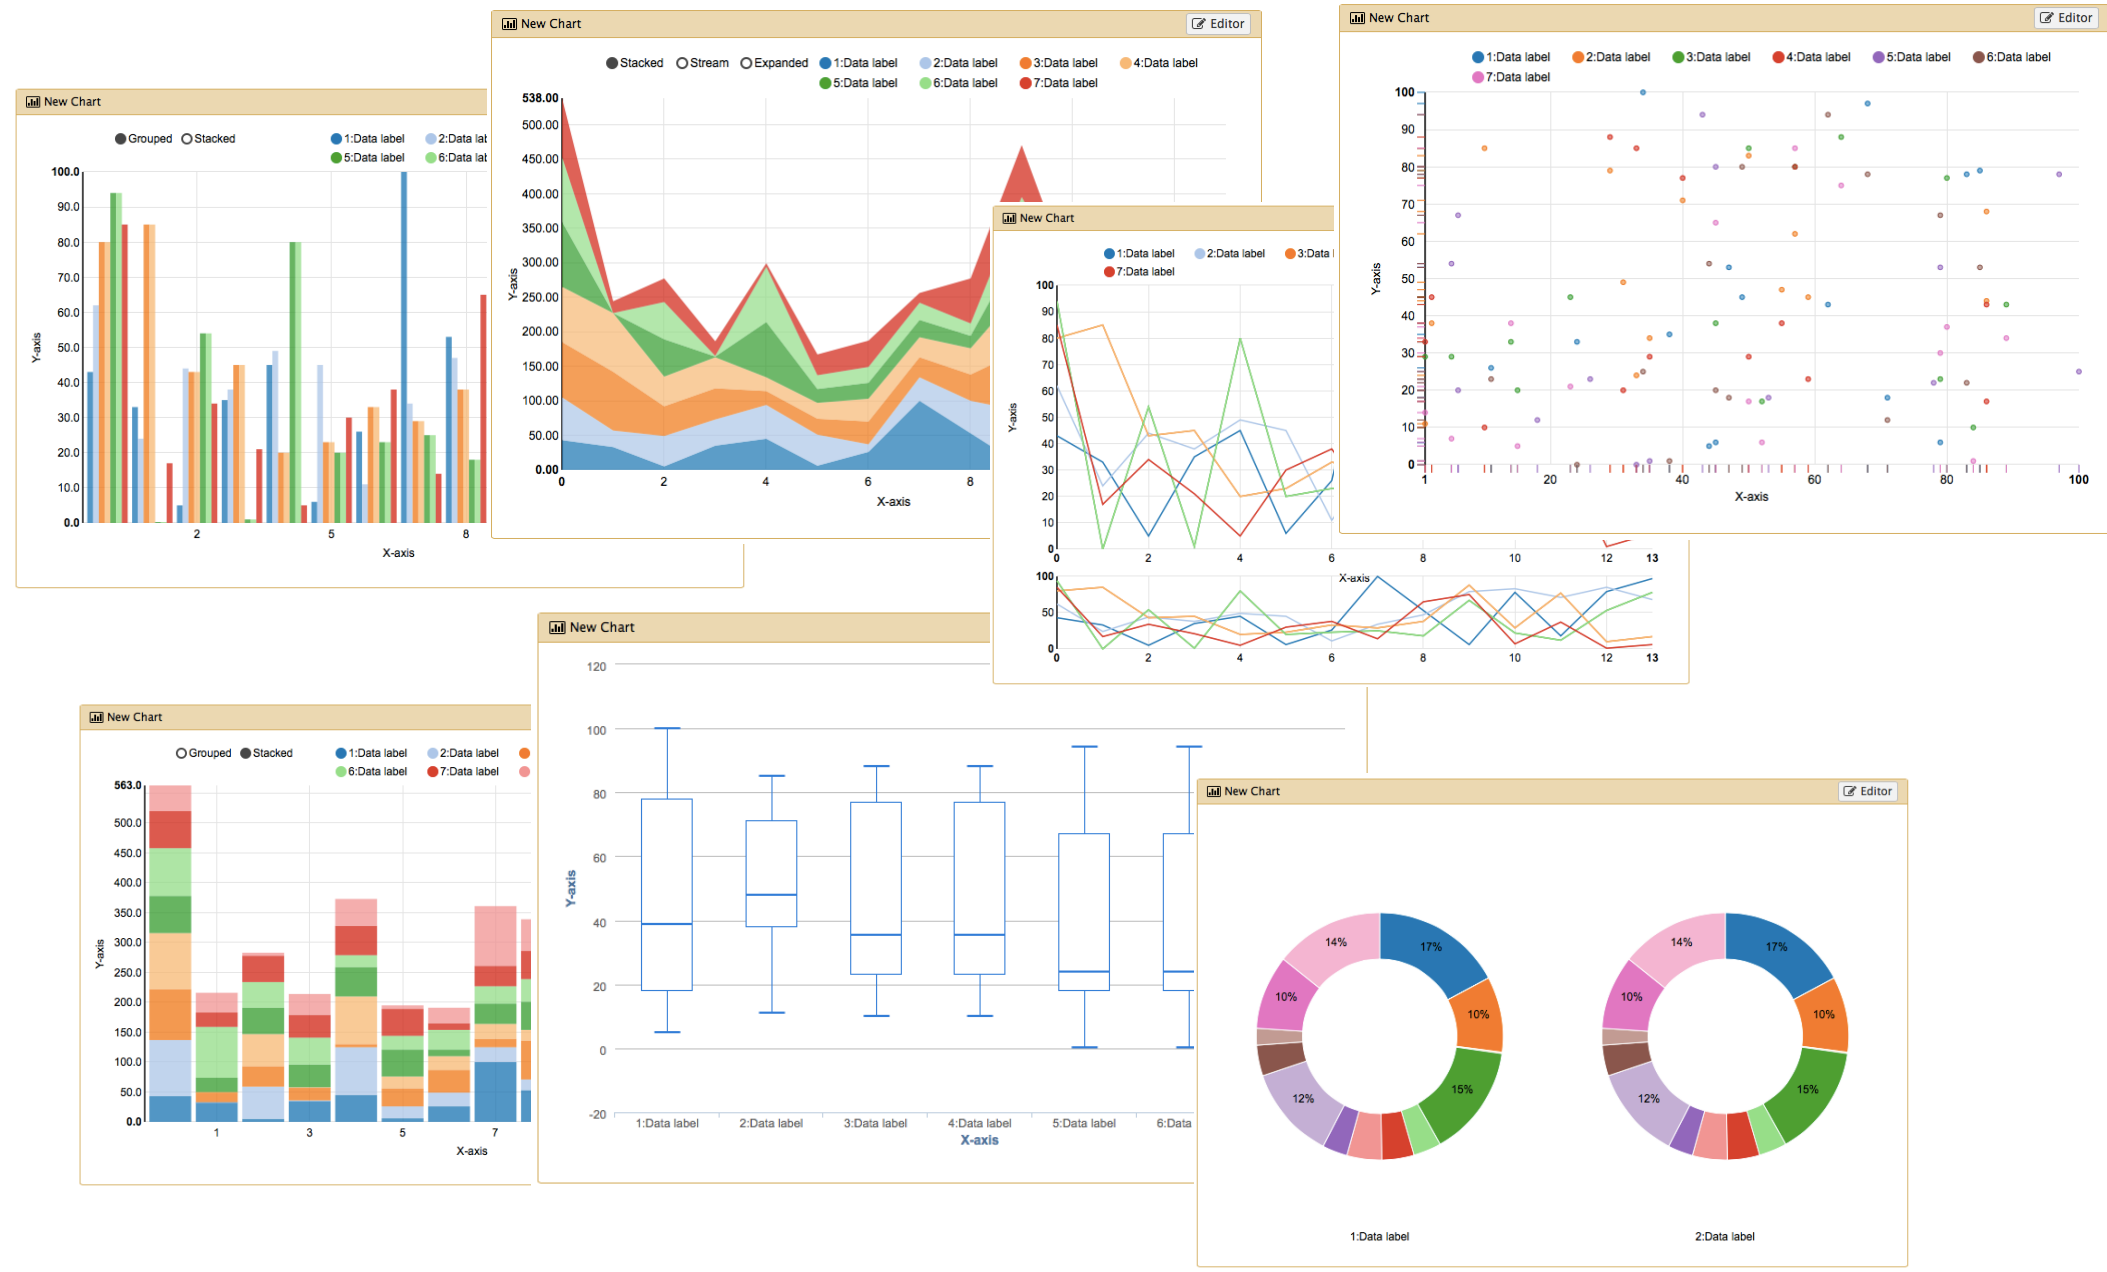 New Chart
Grouped Stacked 1:Data label 2:Data lab
5:Data label 6:Data lab
100.0
90.0
80.0
70.0
60.0
50.0
40.0
30.0
20.0
10.0
0.0
Y-axis
2 5 8
X-axis
New Chart Editor
Stacked Stream Expanded 1:Data label 2:Data label 3:Data label 4:Data label
5:Data label 6:Data label 7:Data label
538.00
500.00
450.00
400.00
350.00
300.00
250.00
200.00
150.00
100.00
50.00
0.00
Y-axis
0 2 4 6 8
X-axis
New Chart
1:Data label 2:Data label 3:Data l
7:Data label
100
90
80
70
60
50
40
30
20
10
0
Y-axis
0 2 4 6 8 10 12 13
X-axis
100
50
0
0 2 4 6 8 10 12 13
New Chart Editor
1:Data label 2:Data label 3:Data label 4:Data label 5:Data label 6:Data label
7:Data label
100
90
80
70
60
50
40
30
20
10
0
Y-axis
1 20 40 60 80 100
X-axis
New Chart
Grouped Stacked 1:Data label 2:Data label
6:Data label 7:Data label
563.0
500.0
450.0
400.0
350.0
300.0
250.0
200.0
150.0
100.0
50.0
0.0
Y-axis
1 3 5 7
X-axis
New Chart
120
100
80
60
40
20
0
-20
Y-axis
1:Data label 2:Data label 3:Data label 4:Data label 5:Data label 6:Data
X-axis
New Chart Editor
14% 17% 10% 15% 12% 10%
14% 17% 10% 15% 12% 10%
1:Data label 2:Data label